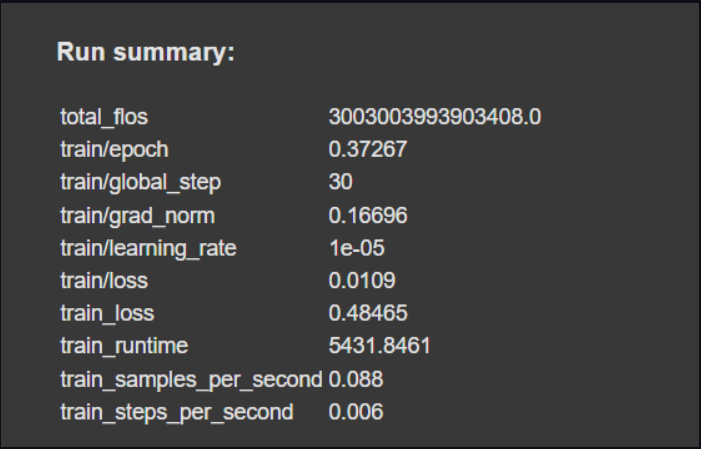 Run summary:
total_flos 3003003993903408.0
train/epoch 0.37267
train/global_step 30
train/grad_norm 0.16696
train/learning_rate 1e-05
train/loss 0.0109
train_loss 0.48465
train_runtime 5431.8461
train_samples_per_second 0.088
train_steps_per_second 0.006